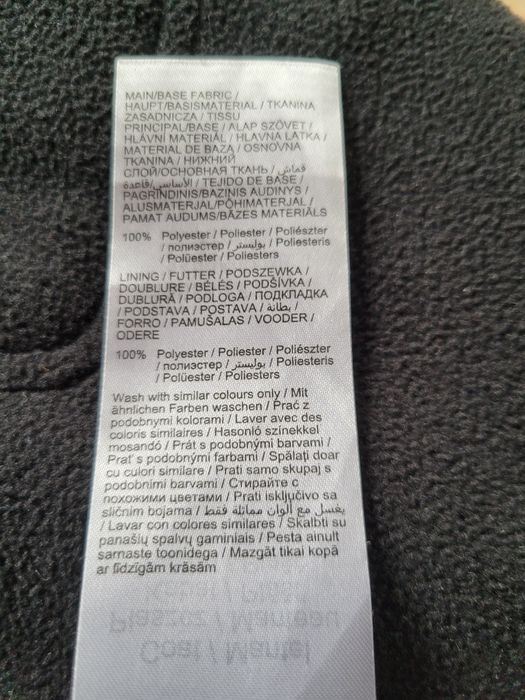 MAIN/BASE FABRIC /
HAUPT/BASISMATERIAL / TKANINA
ZASADNICZA / TISSU
PRINCIPAL/BASE / ALAP SZÖVET /
HLAVNÍ MATERIÁL / HLAVNÁ LÁTKA /
MATERIAL DE BAZĂ / OSNOVNA
TKANINA / НИЖНИЙ
СЛОЙ/ОСНОВНАЯ ТКАНЬ / قماش
الأساسي/قاعدة / TEJIDO DE BASE /
PAGRINDINIS/BAZINIS AUDINYS /
ALUSMATERJAL/PÕHIMATERJAL /
PAMAT AUDUMS/BĀZES MATERIĀLS
100% Polyester / Poliester / Poliészter
/ полиэстер / بوليستر / Poliesteris
/ Polüester / Poliesters
LINING / FUTTER / PODSZEWKA /
DOUBLURE / BÉLÉS / PODŠÍVKA /
DUBLURĂ / PODLOGA / ПОДКЛАДКА
/ PODSTAVA / POSTAVA / بطانة /
FORRO / PAMUŠALAS / VOODER /
ODERE
100% Polyester / Poliester / Poliészter
/ полиэстер / بوليستر / Poliesteris
/ Polüester / Poliesters
Wash with similar colours only / Mit
ähnlichen Farben waschen / Prać z
podobnymi kolorami / Laver avec des
coloris similaires / Hasonló színekkel
mosandó / Prát s podobnými barvami /
Prať s podobnými farbami / Spălați doar
cu culori similare / Prati samo skupaj s
podobnimi barvami / Стирайте с
похожими цветами / Prati isključivo sa
sličnim bojama / يغسل مع ألوان مماثلة فقط
/ Lavar con colores similares / Skalbti su
panašių spalvų gaminiais / Pesta ainult
samaste toonidega / Mazgāt tikai kopā
ar līdzīgām krāsām
Płaszcz / Manteau
Coat / Mantel